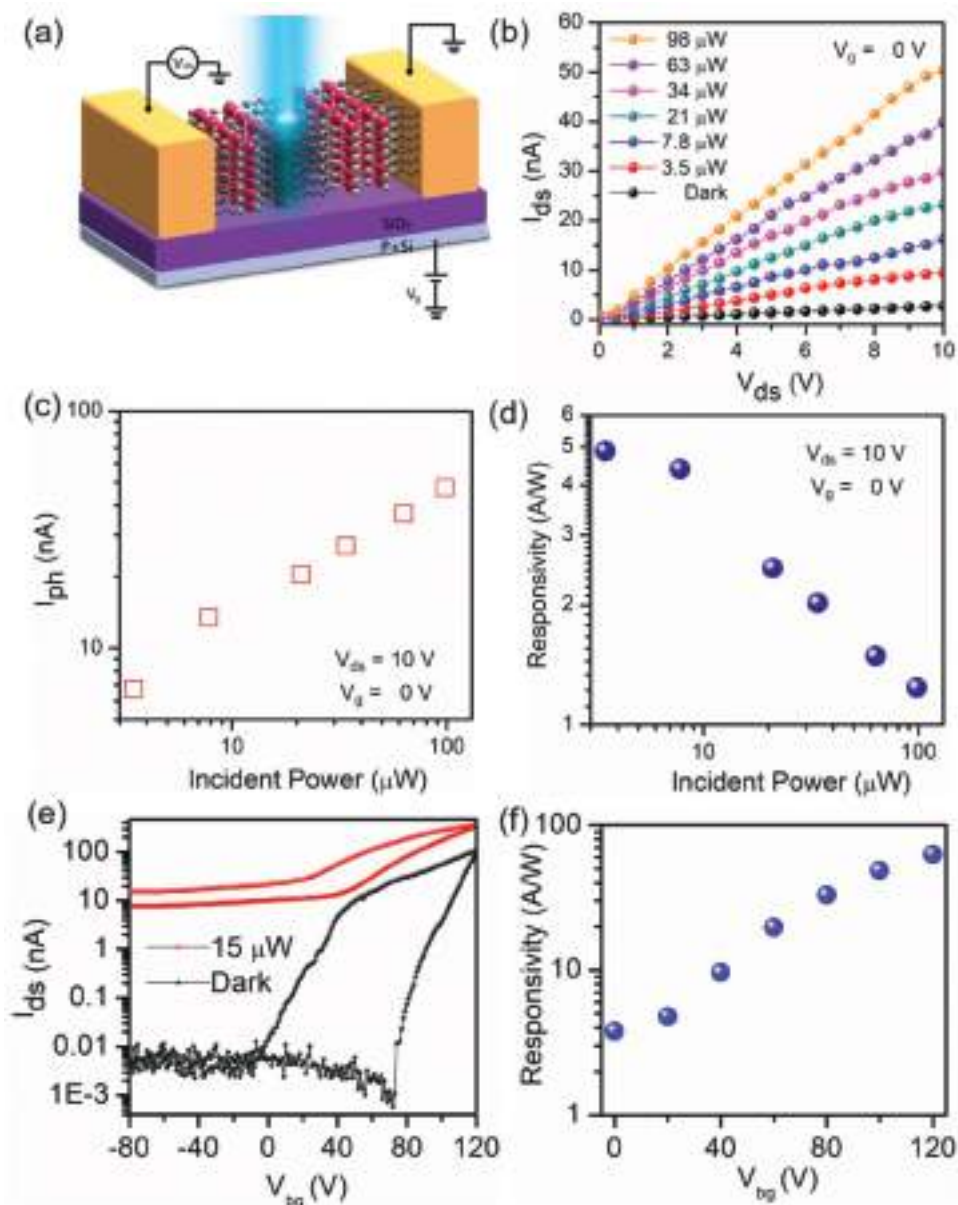 (a)
V_ds
SiO₂
P++Si
V_g
(b)
98 μW
63 μW
34 μW
21 μW
7.8 μW
3.5 μW
Dark
V_g = 0 V
60
50
40
30
20
10
0
I_ds (nA)
0 2 4 6 8 10
V_ds (V)
(c)
100
10
I_ph (nA)
V_ds = 10 V
V_g = 0 V
10 100
Incident Power (μW)
(d)
6
5
4
3
2
1
Responsivity (A/W)
V_ds = 10 V
V_g = 0 V
10 100
Incident Power (μW)
(e)
100
10
1
0.1
0.01
1E-3
I_ds (nA)
15 μW
Dark
-80 -40 0 40 80 120
V_bg (V)
(f)
100
10
1
Responsivity (A/W)
0 40 80 120
V_bg (V)